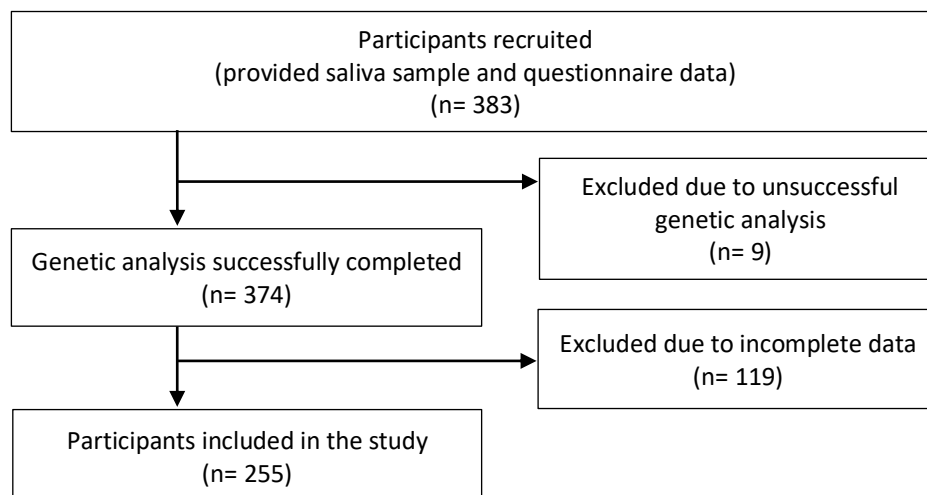 Participants recruited
(provided saliva sample and questionnaire data)
(n= 383)
Excluded due to unsuccessful
genetic analysis
(n= 9)
Genetic analysis successfully completed
(n= 374)
Excluded due to incomplete data
(n= 119)
Participants included in the study
(n= 255)